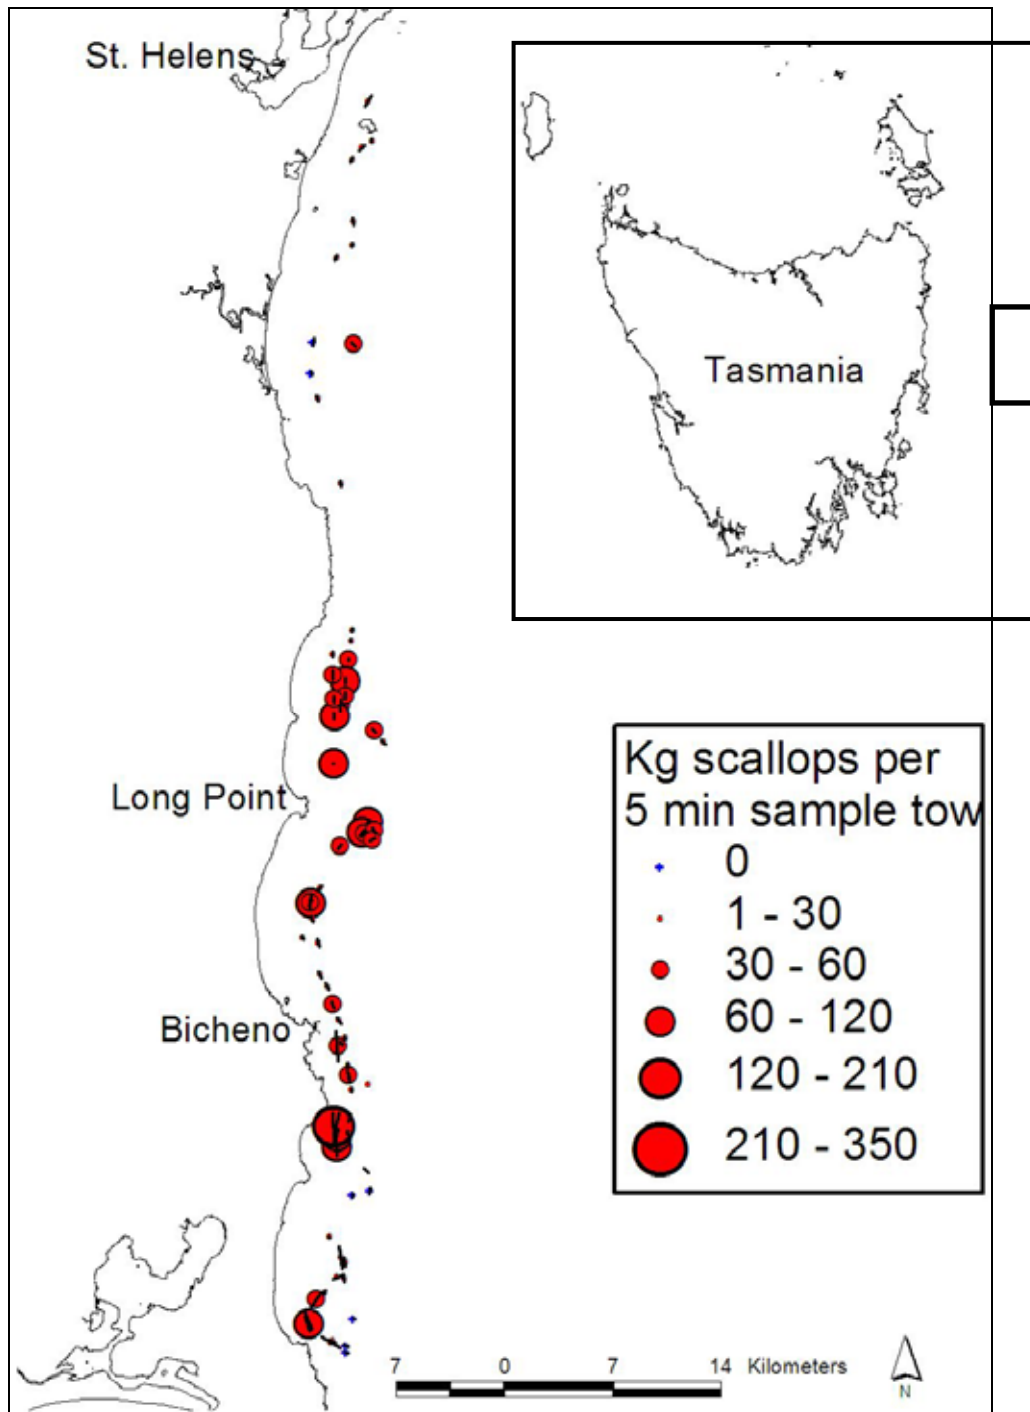 St. Helens
Tasmania
Long Point
Bicheno
Kg scallops per
5 min sample tow
0
1 - 30
30 - 60
60 - 120
120 - 210
210 - 350
7 0 7 14 Kilometers
N